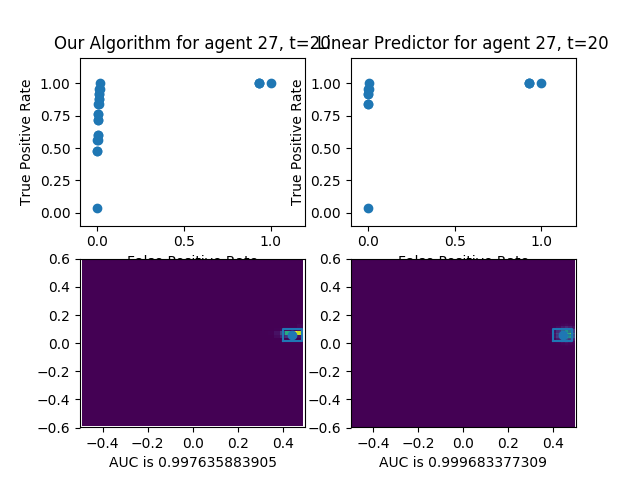 Our Algorithm for agent 27, t=20
Linear Predictor for agent 27, t=20
True Positive Rate
1.00
0.75
0.50
0.25
0.00
0.0 0.5 1.0
False Positive Rate
True Positive Rate
1.00
0.75
0.50
0.25
0.00
0.0 0.5 1.0
False Positive Rate
0.6
0.4
0.2
0.0
−0.2
−0.4
−0.6
−0.4 −0.2 0.0 0.2 0.4
AUC is 0.997635883905
0.6
0.4
0.2
0.0
−0.2
−0.4
−0.6
−0.4 −0.2 0.0 0.2 0.4
AUC is 0.999683377309